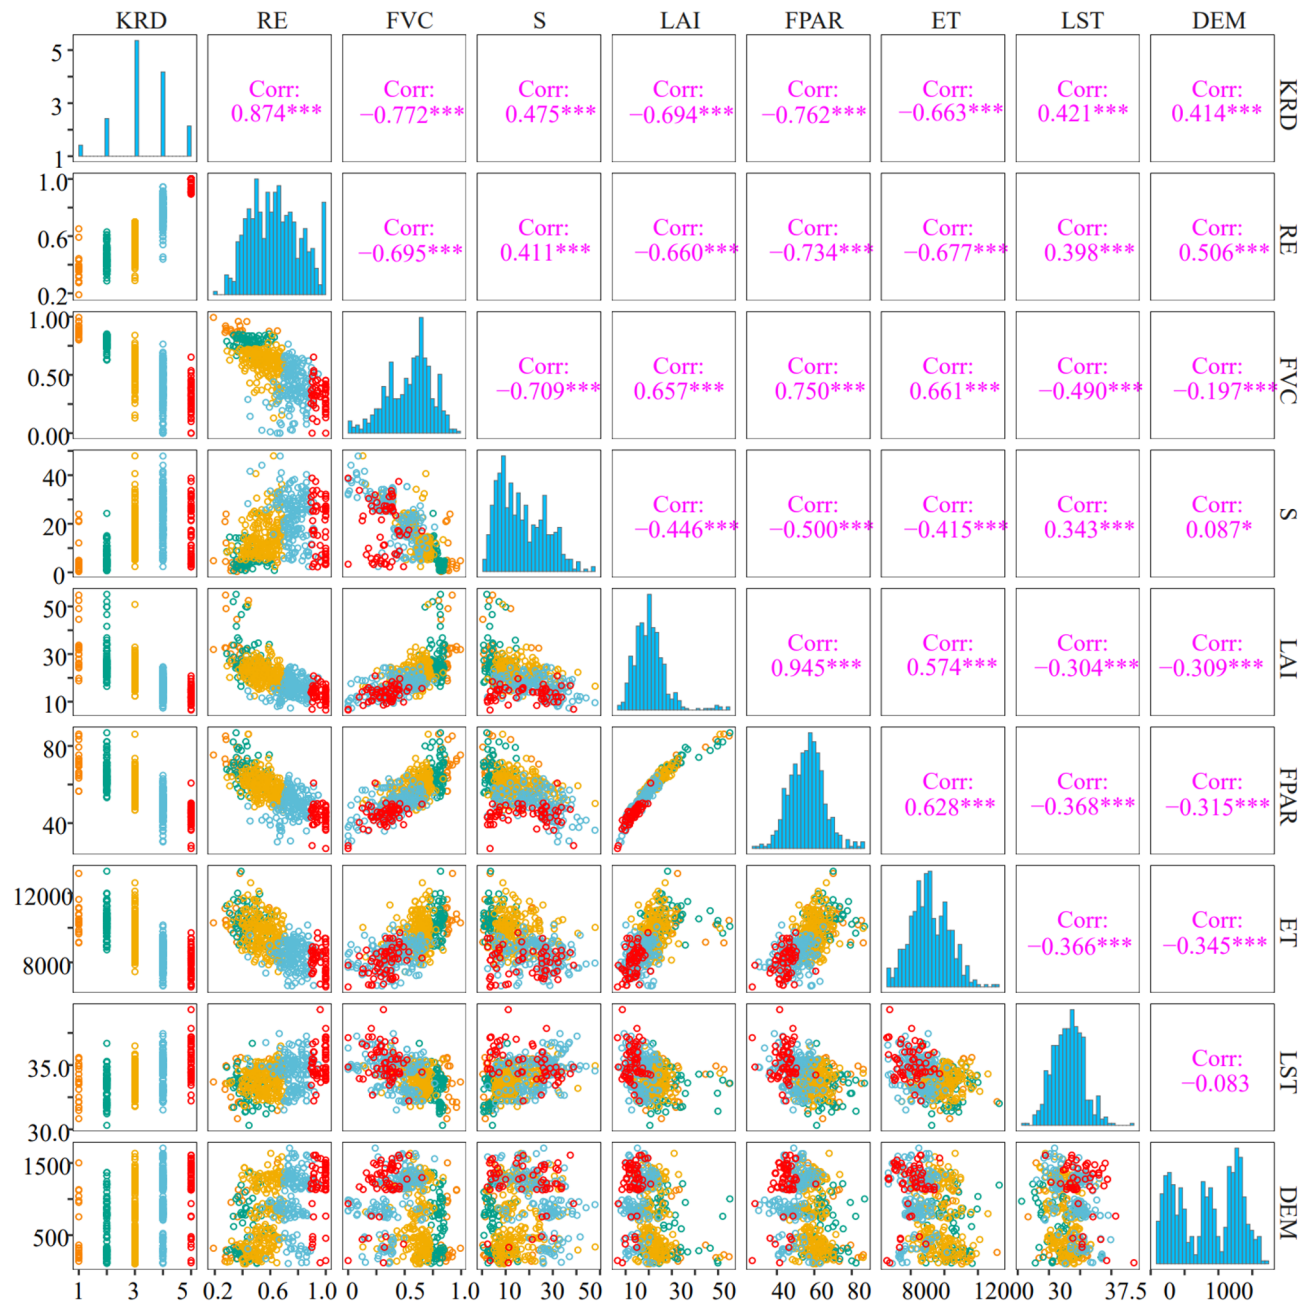 KRD RE FVC S LAI FPAR ET LST DEM
5
3
1
Corr:
0.874***
Corr:
−0.772***
Corr:
0.475***
Corr:
−0.694***
Corr:
−0.762***
Corr:
−0.663***
Corr:
0.421***
Corr:
0.414***
KRD
1.0
0.6
0.2
Corr:
−0.695***
Corr:
0.411***
Corr:
−0.660***
Corr:
−0.734***
Corr:
−0.677***
Corr:
0.398***
Corr:
0.506***
RE
1.00
0.50
0.00
Corr:
−0.709***
Corr:
0.657***
Corr:
0.750***
Corr:
0.661***
Corr:
−0.490***
Corr:
−0.197***
FVC
40
20
0
Corr:
−0.446***
Corr:
−0.500***
Corr:
−0.415***
Corr:
0.343***
Corr:
0.087*
S
50
30
10
Corr:
0.945***
Corr:
0.574***
Corr:
−0.304***
Corr:
−0.309***
LAI
80
40
Corr:
0.628***
Corr:
−0.368***
Corr:
−0.315***
FPAR
12000
8000
Corr:
−0.366***
Corr:
−0.345***
ET
35.0
30.0
Corr:
−0.083
LST
1500
500
DEM
1 3 5 0.2 0.6 1.0 0 0.5 1.0 10 30 50 10 30 50 40 60 80 8000 12000 30 37.5 0 1000